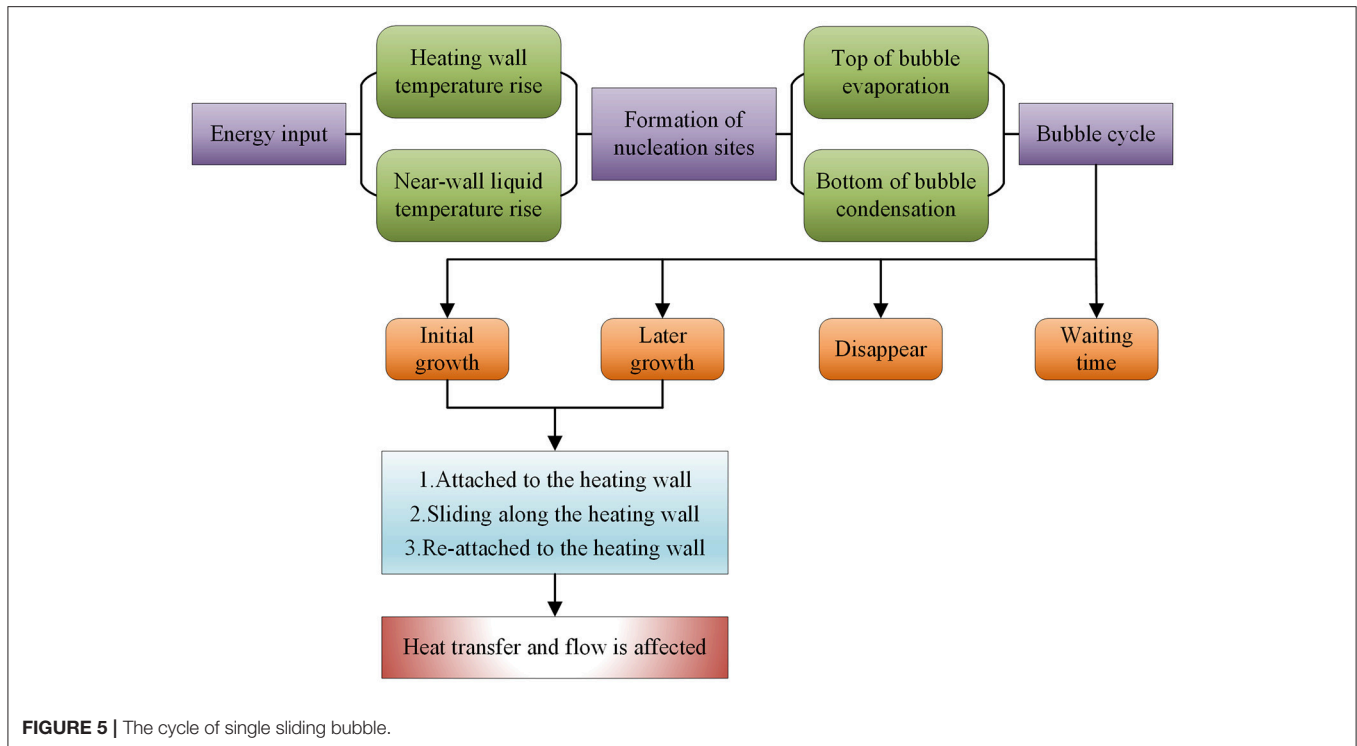 Heating wall
temperature rise
Top of bubble
evaporation
Energy input
Formation of
nucleation sites
Bubble cycle
Near-wall liquid
temperature rise
Bottom of bubble
condensation
Initial
growth
Later
growth
Disappear
Waiting
time
1.Attached to the heating wall
2.Sliding along the heating wall
3.Re-attached to the heating wall
Heat transfer and flow is affected
FIGURE 5 | The cycle of single sliding bubble.